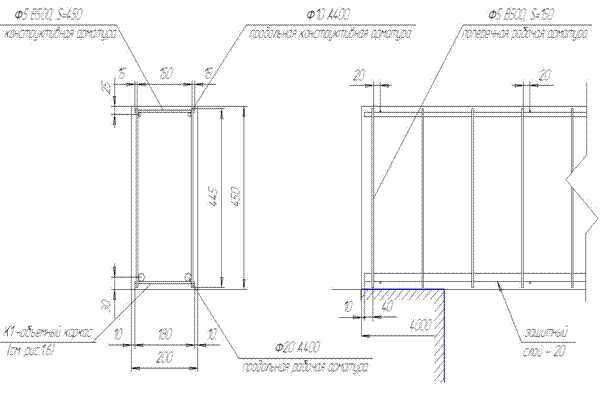 Ф5 В500, S=450
конструктивная арматура
Ф10 А400
продольная конструктивная арматура
Ф5 В500, S=150
поперечная рабочая арматура
15 150 15
25
20
20
445
450
30
К1-объемный каркас
(см рис.1.6)
10 180 10
200
Ф20 А400
продольная рабочая арматура
10 40
4000
защитный
слой - 20